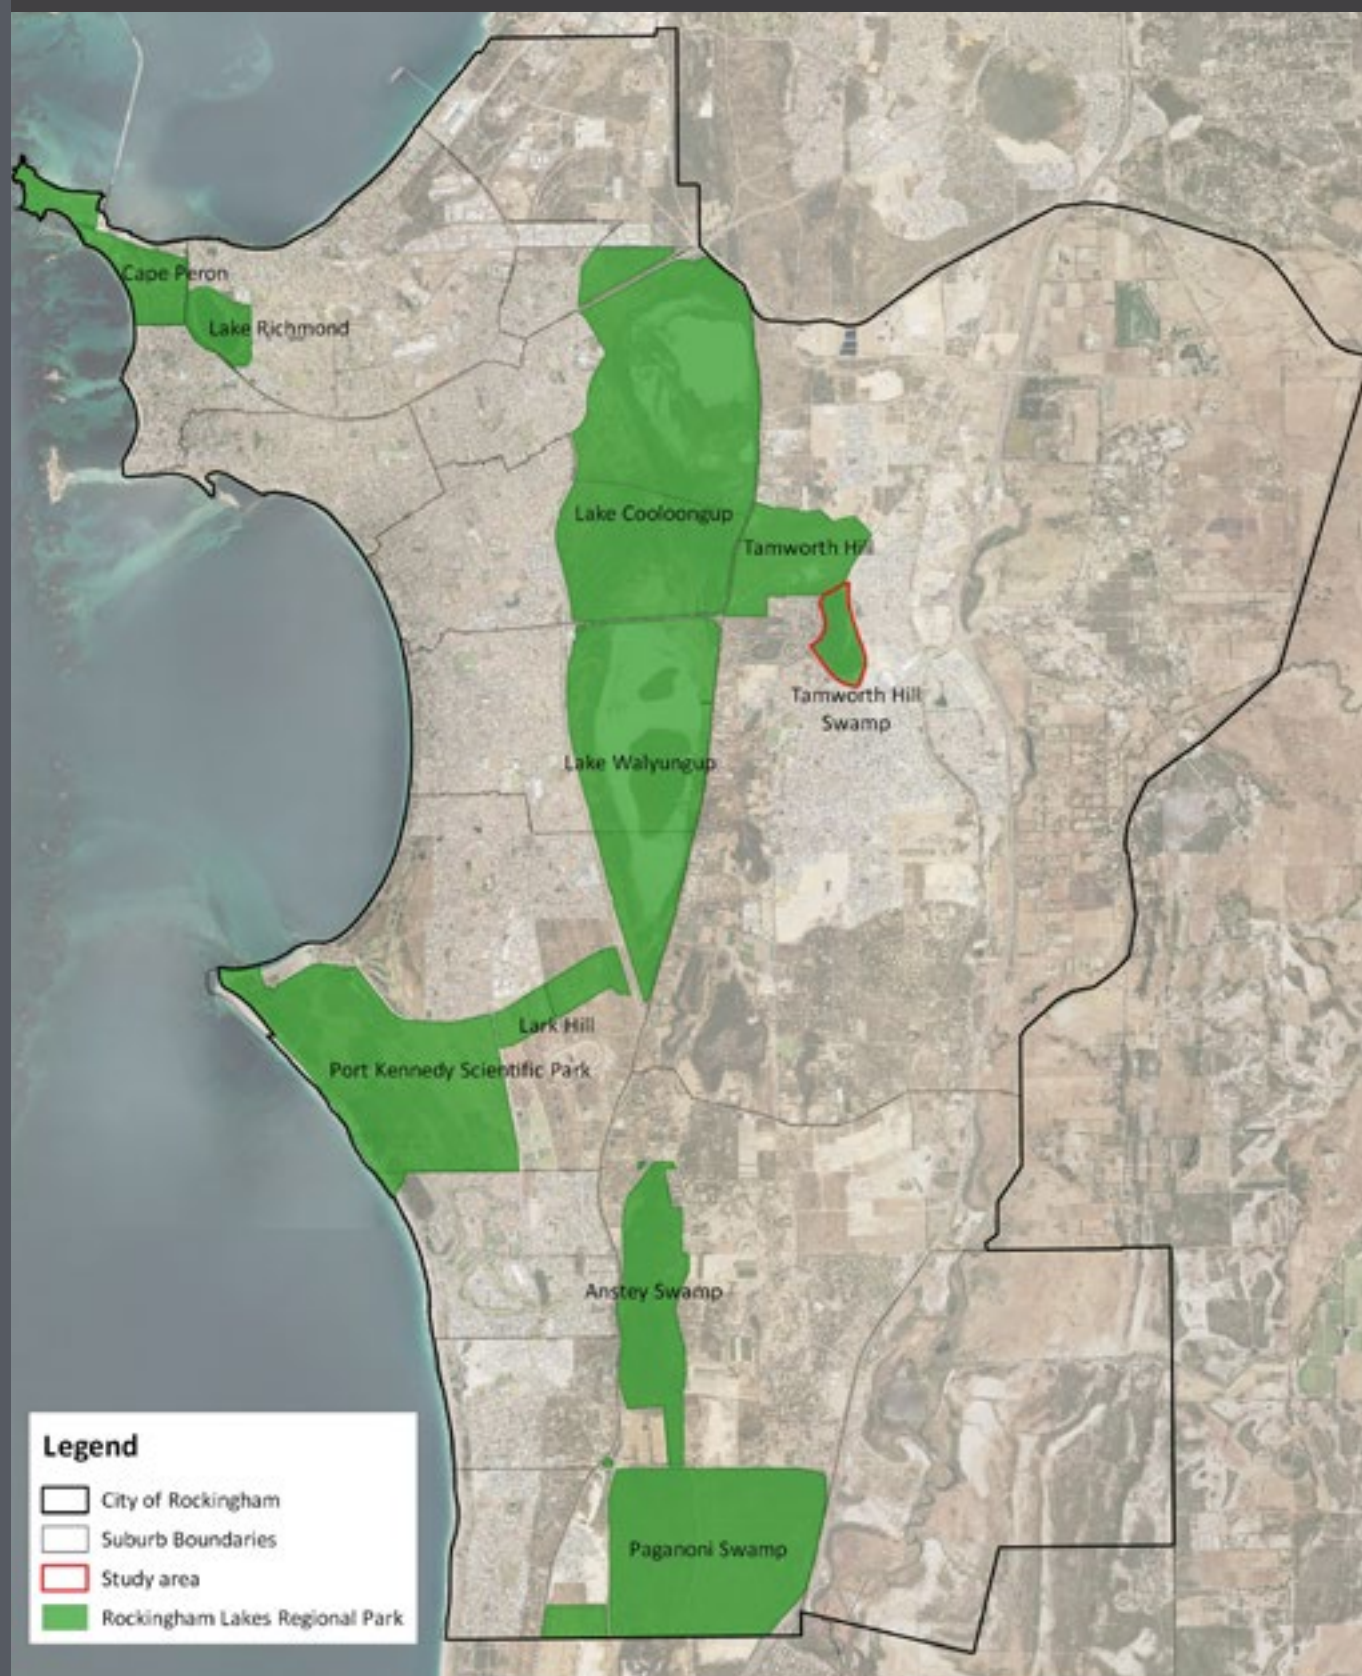 Cape Peron
Lake Richmond
Lake Cooloongup
Tamworth Hill
Tamworth Hill
Swamp
Lake Walyungup
Lark Hill
Port Kennedy Scientific Park
Anstey Swamp
Paganoni Swamp
Legend
City of Rockingham
Suburb Boundaries
Study area
Rockingham Lakes Regional Park